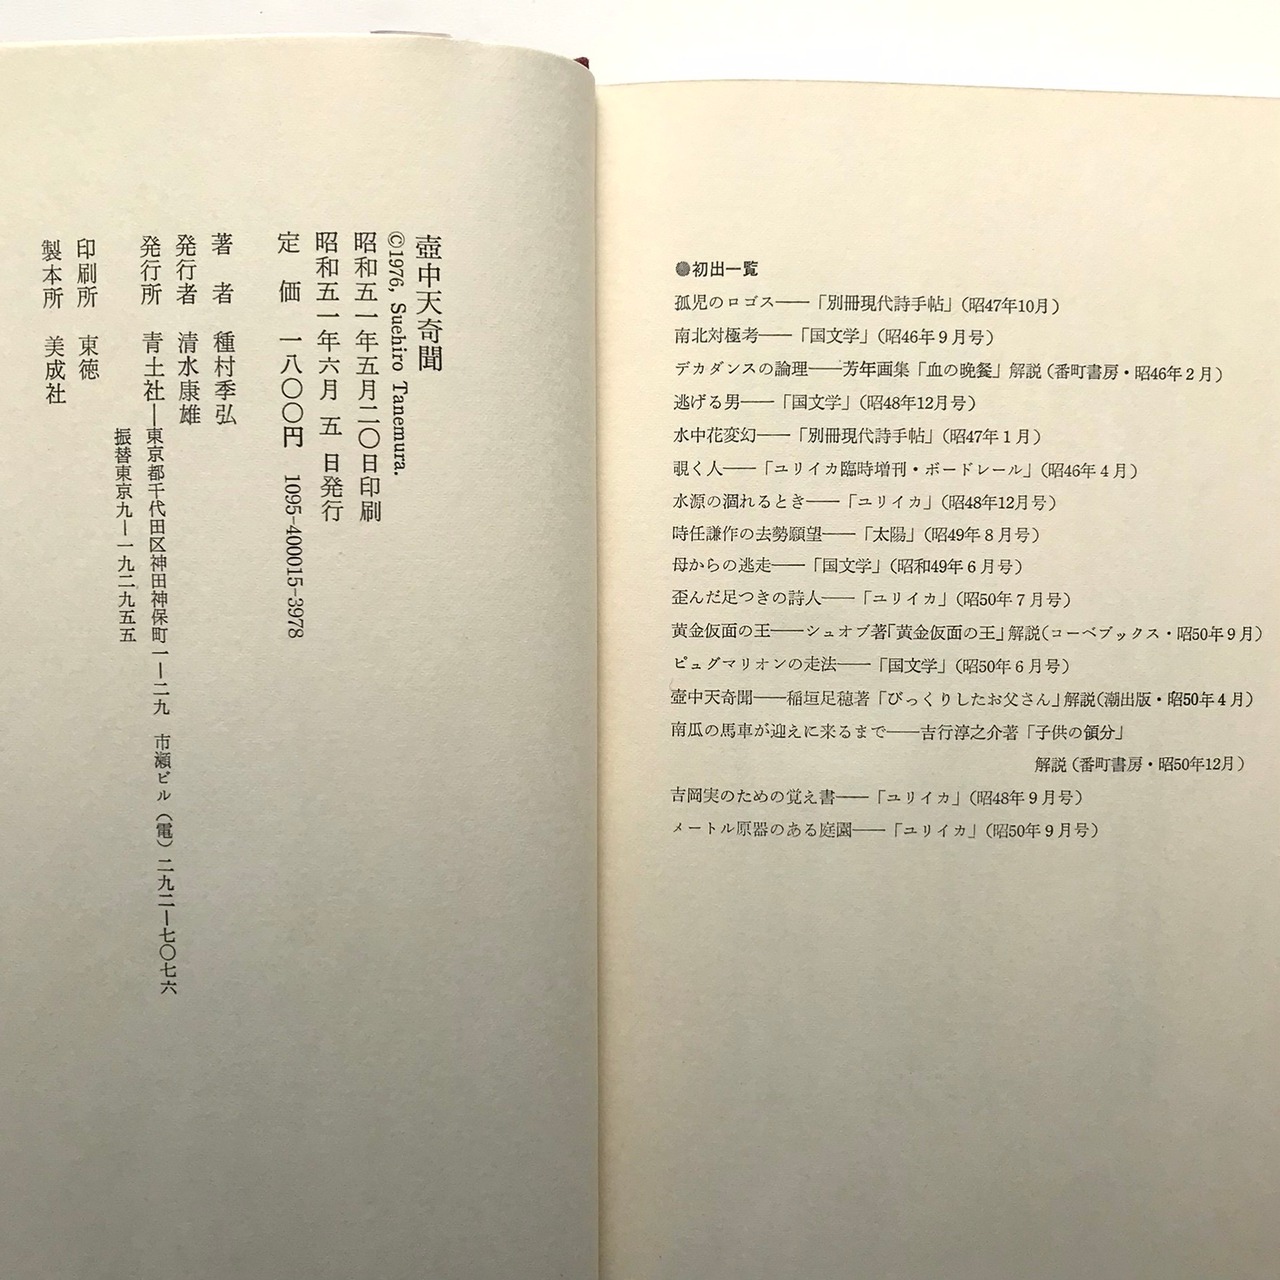 ●初出一覧
孤児のロゴス――「別冊現代詩手帖」(昭47年10月)
南北対極考――「国文学」(昭46年9月号)
デカダンスの論理――芳年画集「血の晩餐」解説(番町書房・昭46年2月)
逃げる男――「国文学」(昭48年12月号)
水中花変幻――「別冊現代詩手帖」(昭47年1月)
覗く人――「ユリイカ臨時増刊・ボードレール」(昭46年4月)
水源の涸れるとき――「ユリイカ」(昭48年12月号)
時任謙作の去勢願望――「太陽」(昭49年8月号)
母からの逃走――「国文学」(昭和49年6月号)
歪んだ足つきの詩人――「ユリイカ」(昭50年7月号)
黄金仮面の王――シュオブ著「黄金仮面の王」解説(コーベブックス・昭50年9月)
ピュグマリオンの走法――「国文学」(昭50年6月号)
壺中天奇聞――稲垣足穂著「びっくりしたお父さん」解説(潮出版・昭50年4月)
南瓜の馬車が迎えに来るまで――吉行淳之介著「子供の領分」
解説(番町書房・昭50年12月)
吉岡実のための覚え書――「ユリイカ」(昭48年9月号)
メートル原器のある庭園――「ユリイカ」(昭50年9月号)
壺中天奇聞
©1976, Suehiro Tanemura.
昭和五一年五月二〇日印刷
昭和五一年六月 五 日発行
定 価 一八〇〇円 1095-400015-3978
著 者 種村季弘
発行者 清水康雄
発行所 青土社―東京都千代田区神田神保町一―二九 市瀬ビル(電)二九二―七〇七六
振替東京九―一九二九五五
印刷所 東徳
製本所 美成社